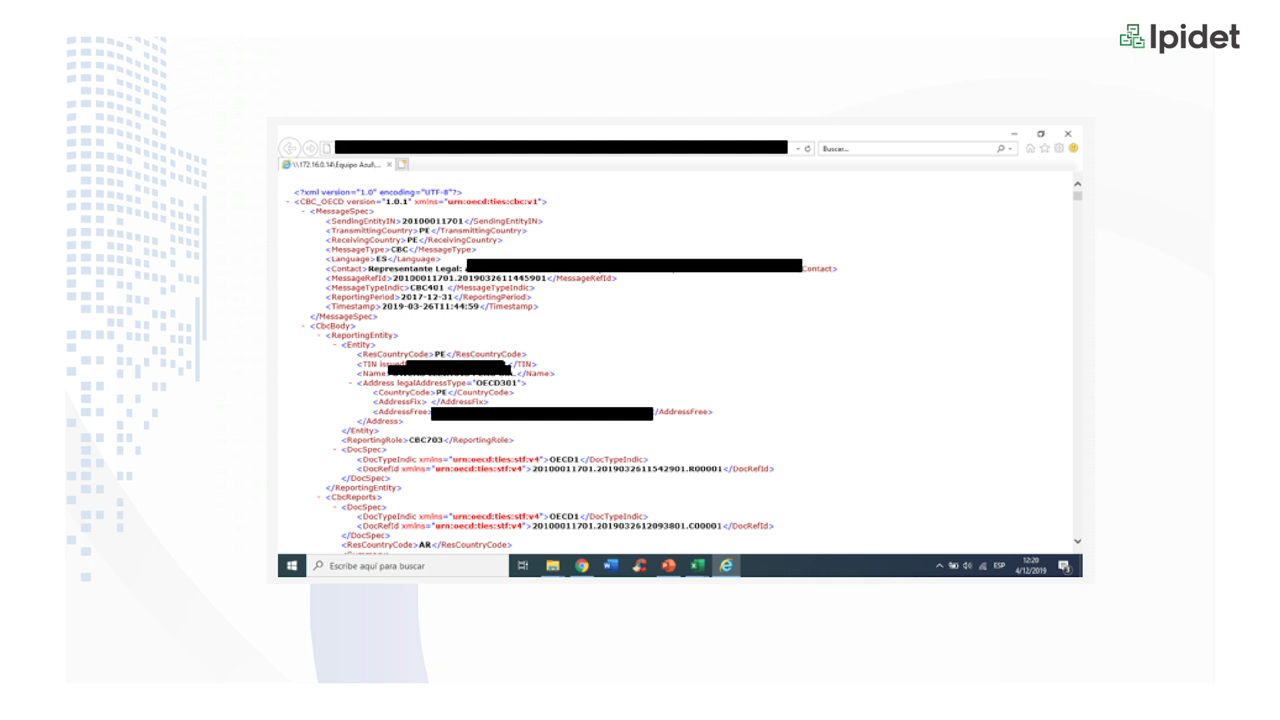 Ipidet
Buscar...
\\172.16.0.14\Equipo Azul\...
<?xml version="1.0" encoding="UTF-8"?>
- <CBC_OECD version="1.0.1" xmlns="urn:oecd:ties:cbc:v1">
- <MessageSpec>
<SendingEntityIN>20100011701</SendingEntityIN>
<TransmittingCountry>PE</TransmittingCountry>
<ReceivingCountry>PE</ReceivingCountry>
<MessageType>CBC</MessageType>
<Language>ES</Language>
<Contact>Representante Legal: Contact>
<MessageRefId>20100011701.2019032611445901</MessageRefId>
<MessageTypeIndic>CBC401 </MessageTypeIndic>
<ReportingPeriod>2017-12-31</ReportingPeriod>
<Timestamp>2019-03-26T11:44:59</Timestamp>
</MessageSpec>
- <CbcBody>
- <ReportingEntity>
- <Entity>
<ResCountryCode>PE</ResCountryCode>
<TIN issued </TIN>
<Name> </Name>
- <Address legalAddressType="OECD301">
<CountryCode>PE</CountryCode>
<AddressFix> </AddressFix>
<AddressFree> /AddressFree>
</Address>
</Entity>
<ReportingRole>CBC703</ReportingRole>
- <DocSpec>
<DocTypeIndic xmlns="urn:oecd:ties:stf:v4">OECD1</DocTypeIndic>
<DocRefId xmlns="urn:oecd:ties:stf:v4">20100011701.2019032611542901.R00001</DocRefId>
</DocSpec>
</ReportingEntity>
- <CbcReports>
- <DocSpec>
<DocTypeIndic xmlns="urn:oecd:ties:stf:v4">OECD1</DocTypeIndic>
<DocRefId xmlns="urn:oecd:ties:stf:v4">20100011701.2019032612093801.C00001</DocRefId>
</DocSpec>
<ResCountryCode>AR</ResCountryCode>
Escribe aquí para buscar
ESP
12:20
4/12/2019
3